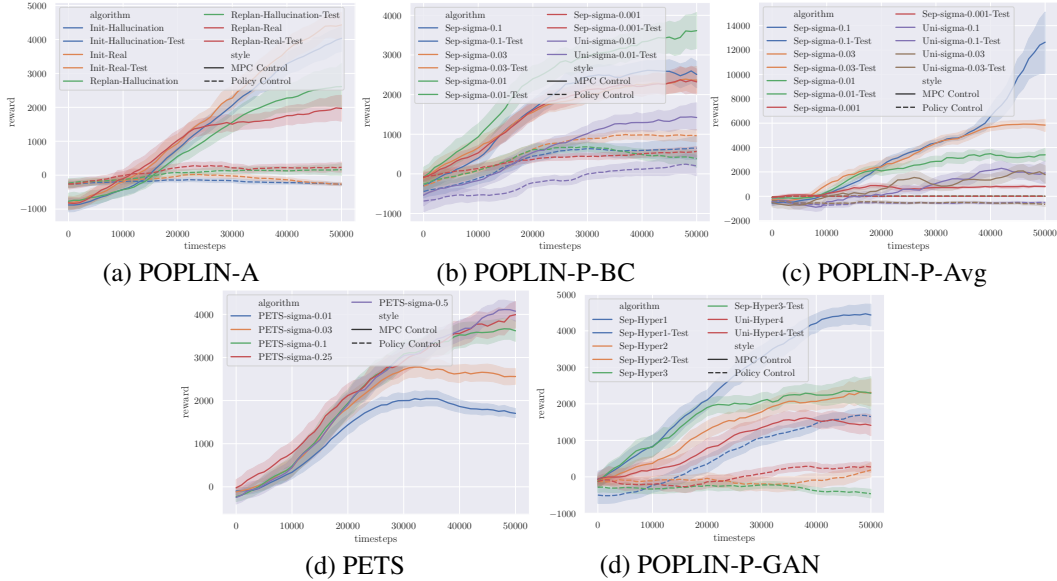 algorithm
Init-Hallucination
Init-Hallucination-Test
Init-Real
Init-Real-Test
Replan-Hallucination
Replan-Hallucination-Test
Replan-Real
Replan-Real-Test
style
MPC Control
Policy Control
5000
4000
3000
2000
1000
0
−1000
reward
0
10000
20000
30000
40000
50000
timesteps
(a) POPLIN-A
algorithm
Sep-sigma-0.1
Sep-sigma-0.1-Test
Sep-sigma-0.03
Sep-sigma-0.03-Test
Sep-sigma-0.01
Sep-sigma-0.01-Test
Sep-sigma-0.001
Sep-sigma-0.001-Test
Uni-sigma-0.01
Uni-sigma-0.01-Test
style
MPC Control
Policy Control
4000
3000
2000
1000
0
−1000
reward
0
10000
20000
30000
40000
50000
timesteps
(b) POPLIN-P-BC
algorithm
Sep-sigma-0.1
Sep-sigma-0.1-Test
Sep-sigma-0.03
Sep-sigma-0.03-Test
Sep-sigma-0.01
Sep-sigma-0.01-Test
Sep-sigma-0.001
Sep-sigma-0.001-Test
Uni-sigma-0.1
Uni-sigma-0.1-Test
Uni-sigma-0.03
Uni-sigma-0.03-Test
style
MPC Control
Policy Control
14000
12000
10000
8000
6000
4000
2000
0
−2000
reward
0
10000
20000
30000
40000
50000
timesteps
(c) POPLIN-P-Avg
algorithm
PETS-sigma-0.01
PETS-sigma-0.03
PETS-sigma-0.1
PETS-sigma-0.25
PETS-sigma-0.5
style
MPC Control
Policy Control
4000
3000
2000
1000
0
reward
0
10000
20000
30000
40000
50000
timesteps
(d) PETS
algorithm
Sep-Hyper1
Sep-Hyper1-Test
Sep-Hyper2
Sep-Hyper2-Test
Sep-Hyper3
Sep-Hyper3-Test
Uni-Hyper4
Uni-Hyper4-Test
style
MPC Control
Policy Control
5000
4000
3000
2000
1000
0
reward
0
10000
20000
30000
40000
50000
timesteps
(d) POPLIN-P-GAN